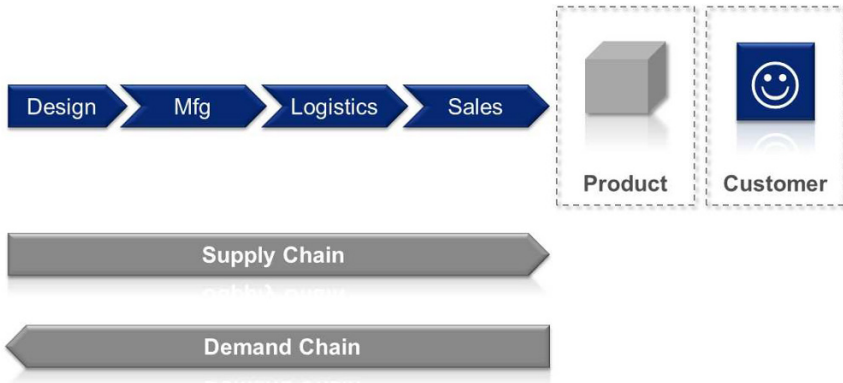 Design
Mfg
Logistics
Sales
Product
Customer
Supply Chain
Demand Chain